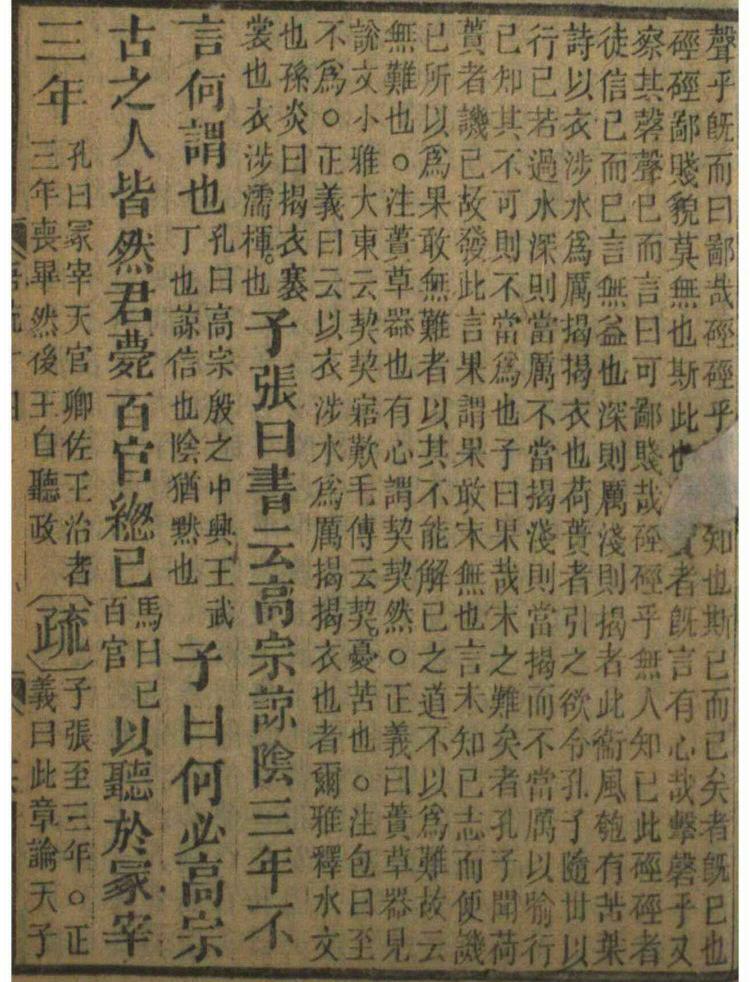 聲乎旣而曰鄙哉硜硜乎知也斯已而已矣者旣已也
硜硜鄙賤貌莫無也斯此也者旣言有心哉擊磬乎又
察其磬聲已而言曰可鄙賤哉硜硜乎無人知已此硜硜者
徒信已而已言無益也深則厲淺則揭者此衞風匏有苦葉
詩以衣涉水爲厲揭揭衣也荷蕢者引之欲令孔子隨世以
行已若過水深則當厲不當揭淺則當揭而不當厲以喻行
已知其不可則不當爲也子曰果哉末之難矣者孔子聞荷
蕢者譏已故發此言果謂果敢末無也言未知已志而便譏
已所以爲果敢無難者以其不能解已之道不以爲難故云
無難也○注蕢草器也有心謂契契然○正義曰蕢草器見
說文小雅大東云契契寤歎毛傳云契憂苦也○注包曰至
不爲○正義曰云以衣涉水爲厲揭揭衣也者爾雅釋水文
也孫炎曰揭衣褰
裳也衣涉濡褌也
子張曰書云高宗諒陰三年不
言何謂也
孔曰高宗殷之中興王武
丁也諒信也陰猶黙也
子曰何必高宗
古之人皆然君薨百官緫已
馬曰已
百官
以聽於冢宰
三年
孔曰冢宰天官卿佐王治者
三年喪畢然後王自聽政
疏
子張至三年○正
義曰此章論天子